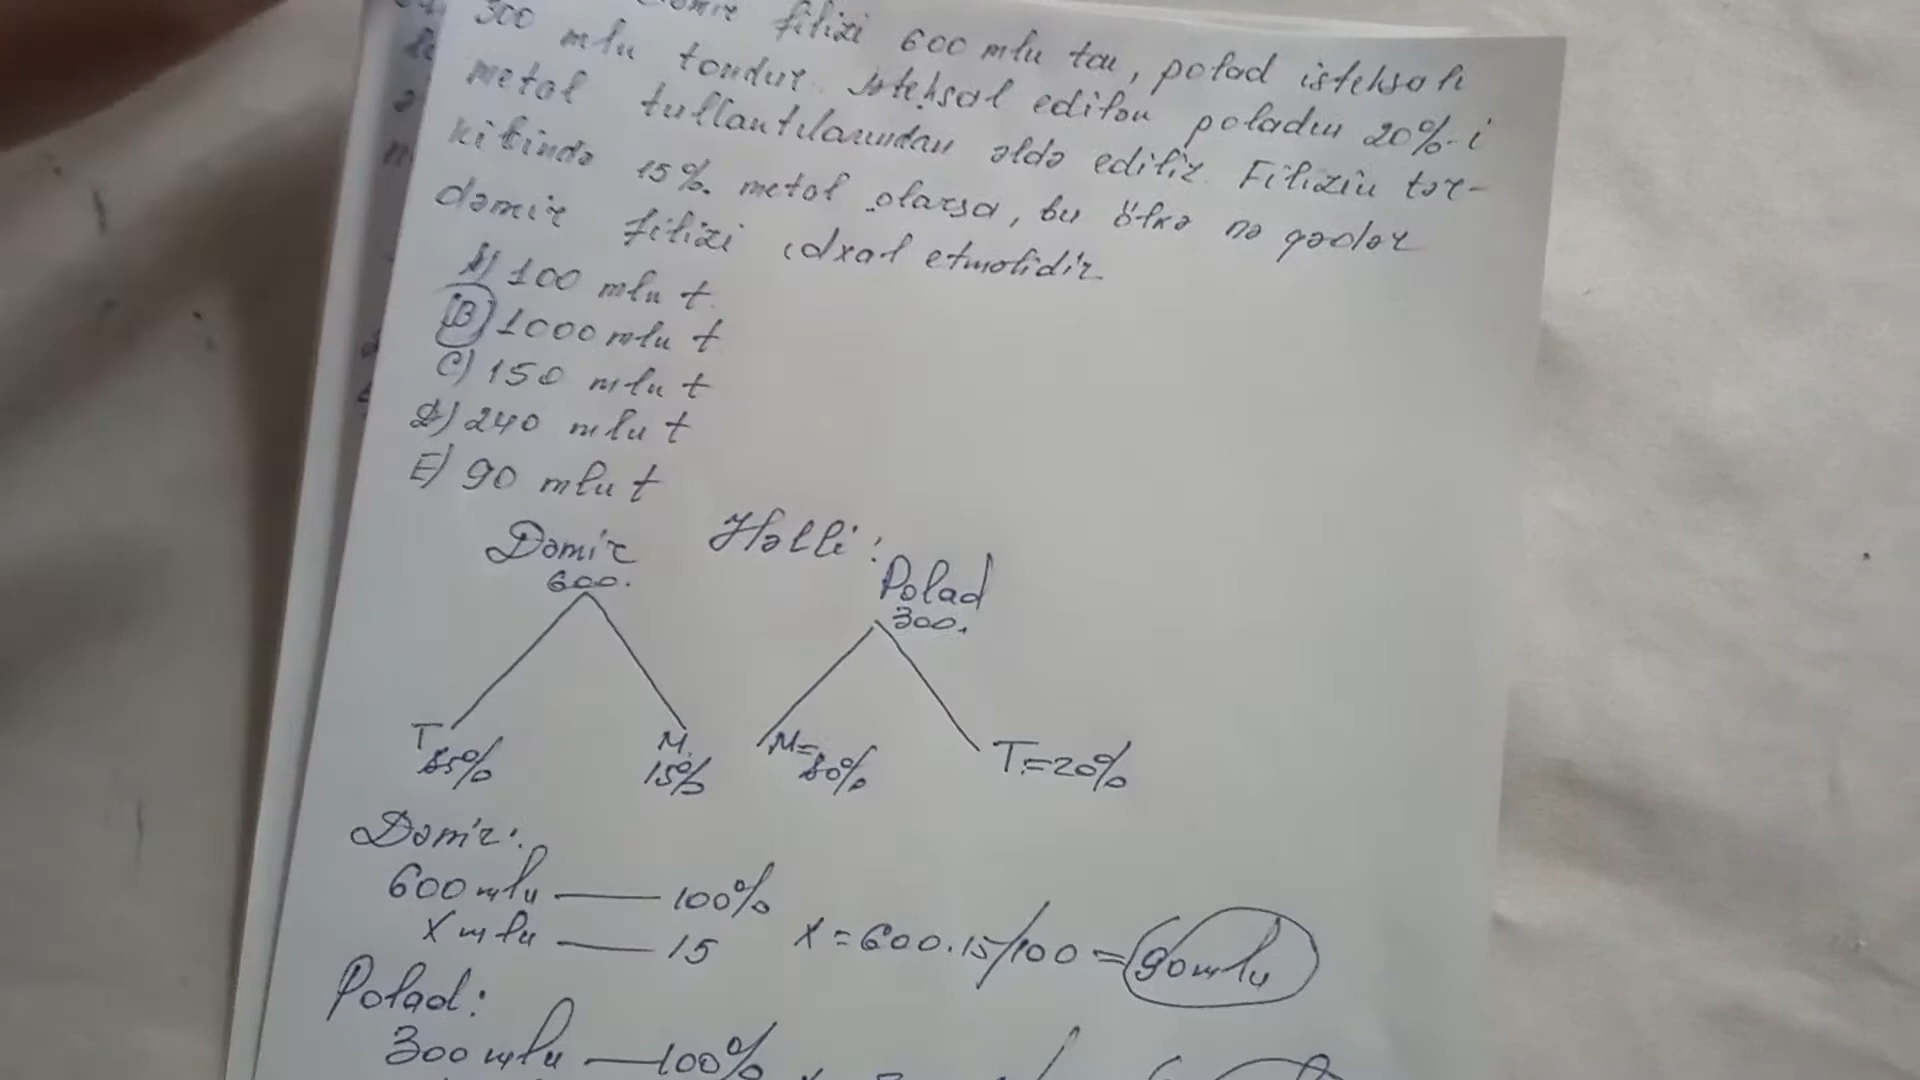 filizi 600 mln ton, polad istehsalı
300 mln tondur. İstehsal edilən poladın 20%-i
metal tullantılarından əldə edilir. Filizin tər-
kibində 15% metal olarsa, bu ölkə nə qədər
dəmir filizi idxal etməlidir.
A) 100 mln t.
B) 1000 mln t
C) 150 mln t
D) 240 mln t
E) 90 mln t
Həlli:
Dəmir
600.
Polad
300.
T
85%
M.
15%
M=
80%
T.=20%
Dəmir:
600 mln — 100%
X mln — 15 X = 600.15/100 = 90 mln
Polad:
300 mln — 100%